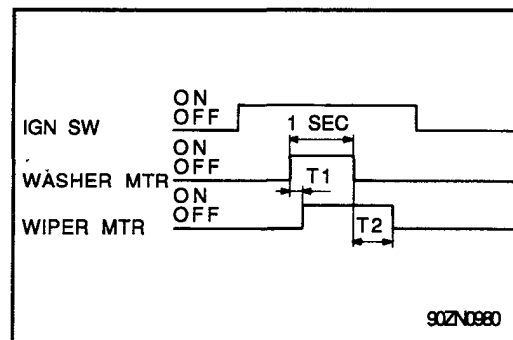 ON
OFF
IGN SW
1 SEC
ON
OFF
WASHER MTR
T1
ON
OFF
WIPER MTR
T2
90ZN0980